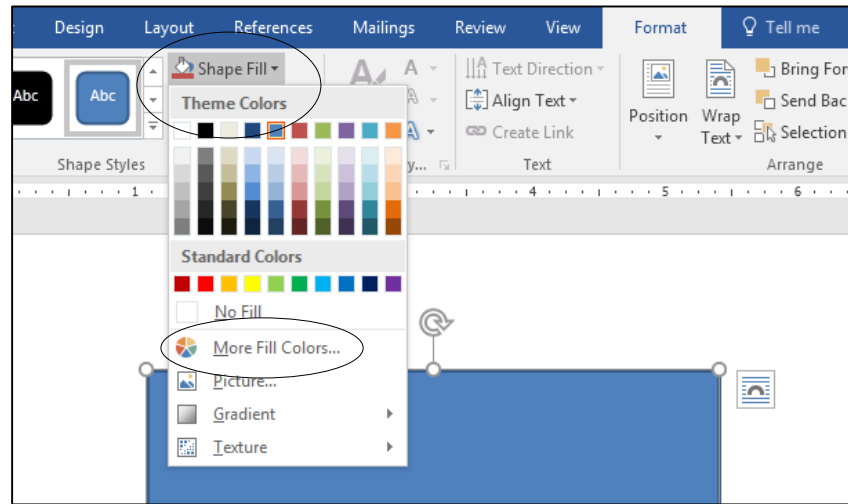 Design Layout References Mailings Review View Format Tell me
Shape Fill
Abc Abc
A A
Text Direction
Bring For
Theme Colors
A
Align Text
Position Wrap Text
Send Bac
A
Create Link
Selection
Shape Styles
y...
Text
Arrange
1 4 5 6
Standard Colors
No Fill
More Fill Colors...
Picture...
Gradient
Texture